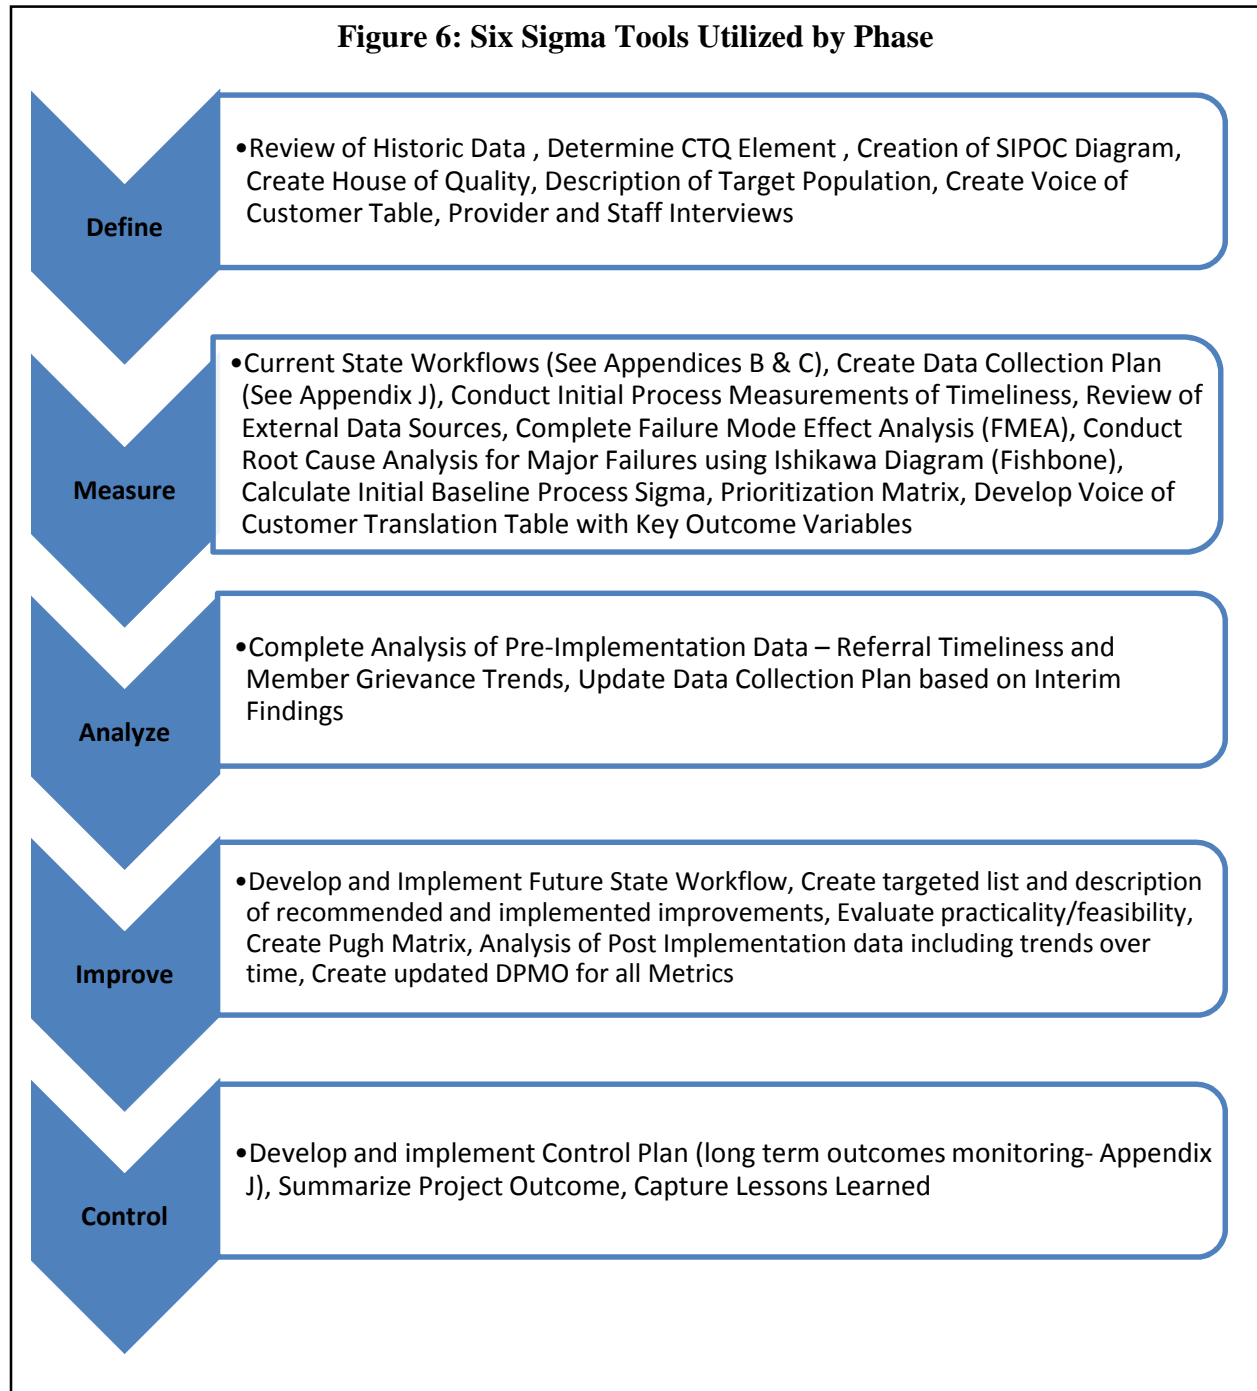 Figure 6: Six Sigma Tools Utilized by Phase
Define
•Review of Historic Data , Determine CTQ Element , Creation of SIPOC Diagram,
Create House of Quality, Description of Target Population, Create Voice of
Customer Table, Provider and Staff Interviews
Measure
•Current State Workflows (See Appendices B & C), Create Data Collection Plan
(See Appendix J), Conduct Initial Process Measurements of Timeliness, Review of
External Data Sources, Complete Failure Mode Effect Analysis (FMEA), Conduct
Root Cause Analysis for Major Failures using Ishikawa Diagram (Fishbone),
Calculate Initial Baseline Process Sigma, Prioritization Matrix, Develop Voice of
Customer Translation Table with Key Outcome Variables
Analyze
•Complete Analysis of Pre-Implementation Data – Referral Timeliness and
Member Grievance Trends, Update Data Collection Plan based on Interim
Findings
Improve
•Develop and Implement Future State Workflow, Create targeted list and description
of recommended and implemented improvements, Evaluate practicality/feasibility,
Create Pugh Matrix, Analysis of Post Implementation data including trends over
time, Create updated DPMO for all Metrics
Control
•Develop and implement Control Plan (long term outcomes monitoring- Appendix
J), Summarize Project Outcome, Capture Lessons Learned